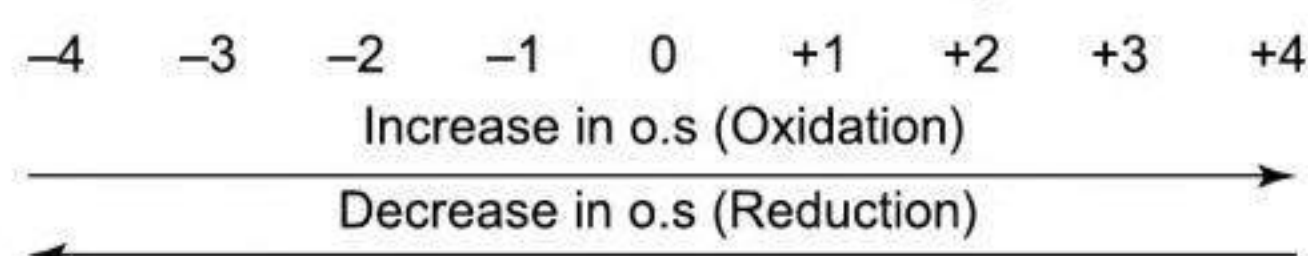 –4 –3 –2 –1 0 +1 +2 +3 +4
Increase in o.s (Oxidation)
Decrease in o.s (Reduction)